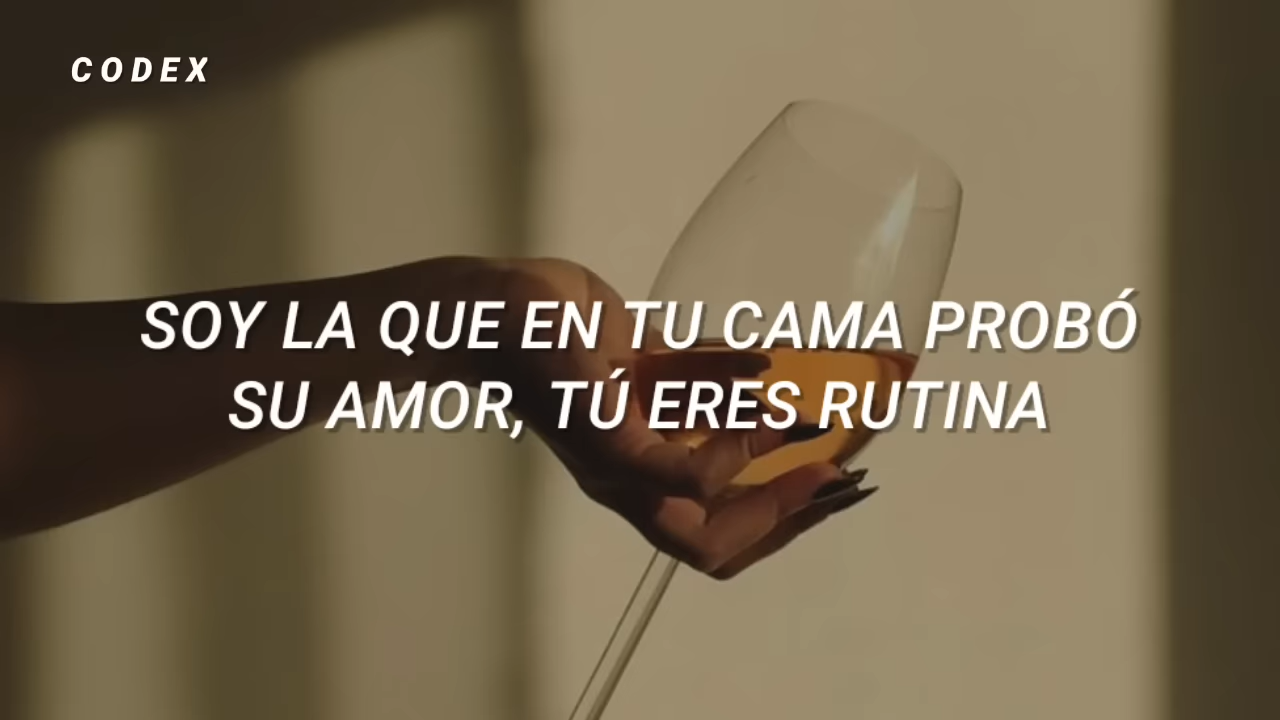 CODEX
SOY LA QUE EN TU CAMA PROBÓ
SU AMOR, TÚ ERES RUTINA